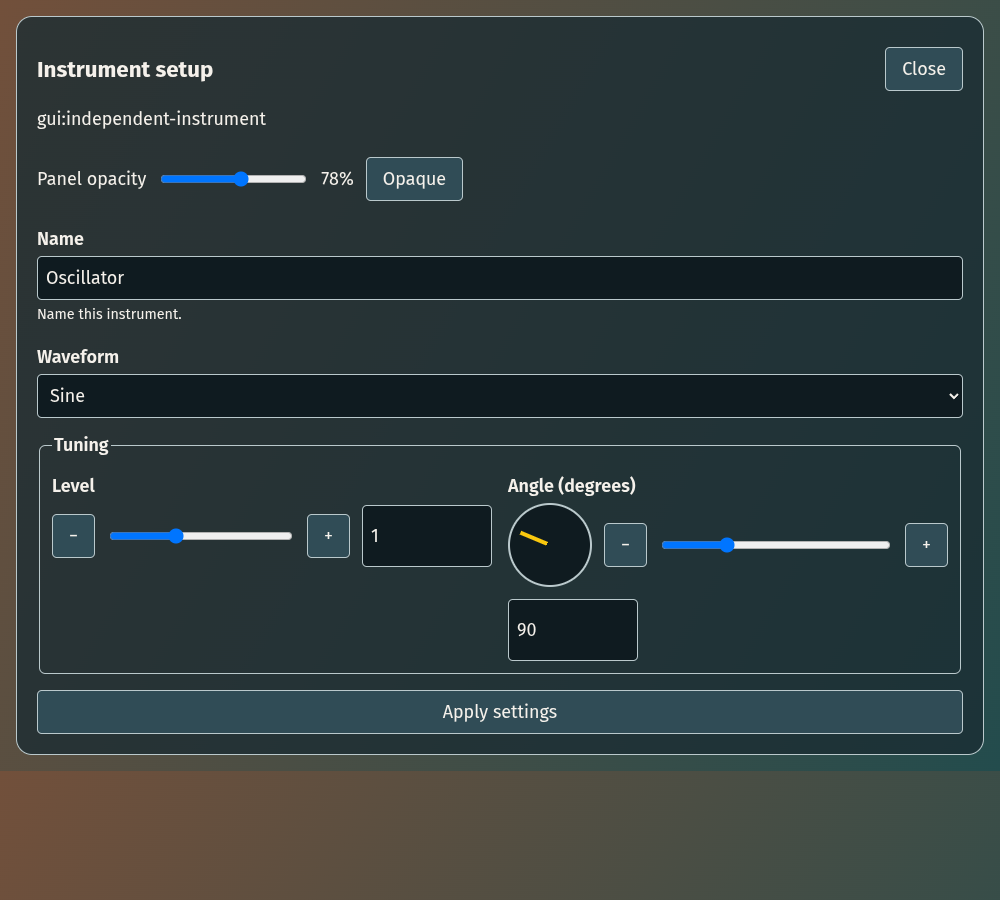 Instrument setup
Close
gui:independent-instrument
Panel opacity 78% Opaque
Name
Oscillator
Name this instrument.
Waveform
Sine
Tuning
Level
− + 1
Angle (degrees)
− +
90
Apply settings